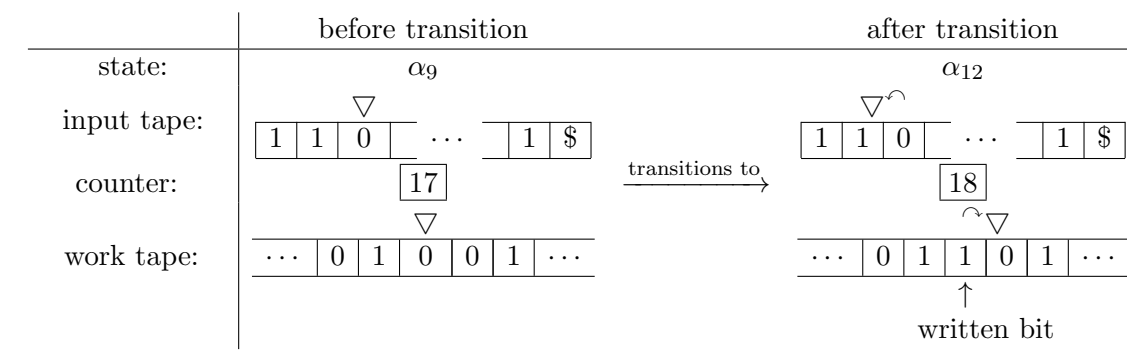 before transition after transition
state: α₉ α₁₂
input tape: 1 1 0 ⋯ 1 $ 1 1 0 ⋯ 1 $
transitions to
counter: 17 18
work tape: ⋯ 0 1 0 0 1 ⋯ ⋯ 0 1 1 0 1 ⋯
written bit